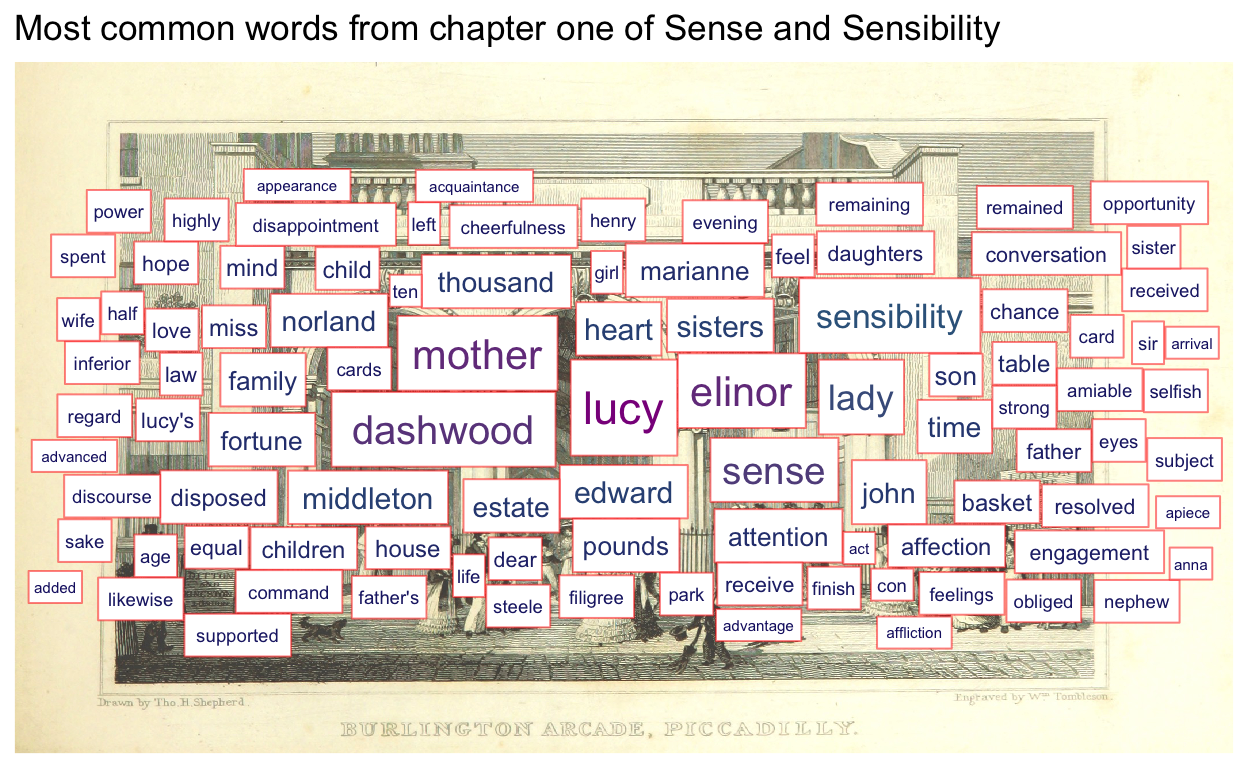 Most common words from chapter one of Sense and Sensibility
appearance
acquaintance
power
highly
disappointment
left
cheerfulness
henry
evening
remaining
remained
opportunity
spent
hope
mind
child
ten
thousand
girl
marianne
feel
daughters
conversation
sister
received
wife
half
love
miss
norland
mother
heart
sisters
sensibility
chance
card
sir
arrival
inferior
law
family
cards
lucy
elinor
lady
son
table
amiable
selfish
regard
lucy's
fortune
dashwood
time
strong
father
eyes
subject
advanced
discourse
disposed
middleton
estate
edward
sense
john
basket
resolved
apiece
sake
age
equal
children
house
life
dear
pounds
attention
act
affection
engagement
anna
added
likewise
command
father's
steele
filigree
park
receive
finish
con
feelings
obliged
nephew
supported
advantage
affliction
Drawn by Tho. H. Shepherd.
Engraved by Wm Tombleson.
BURLINGTON ARCADE, PICCADILLY.